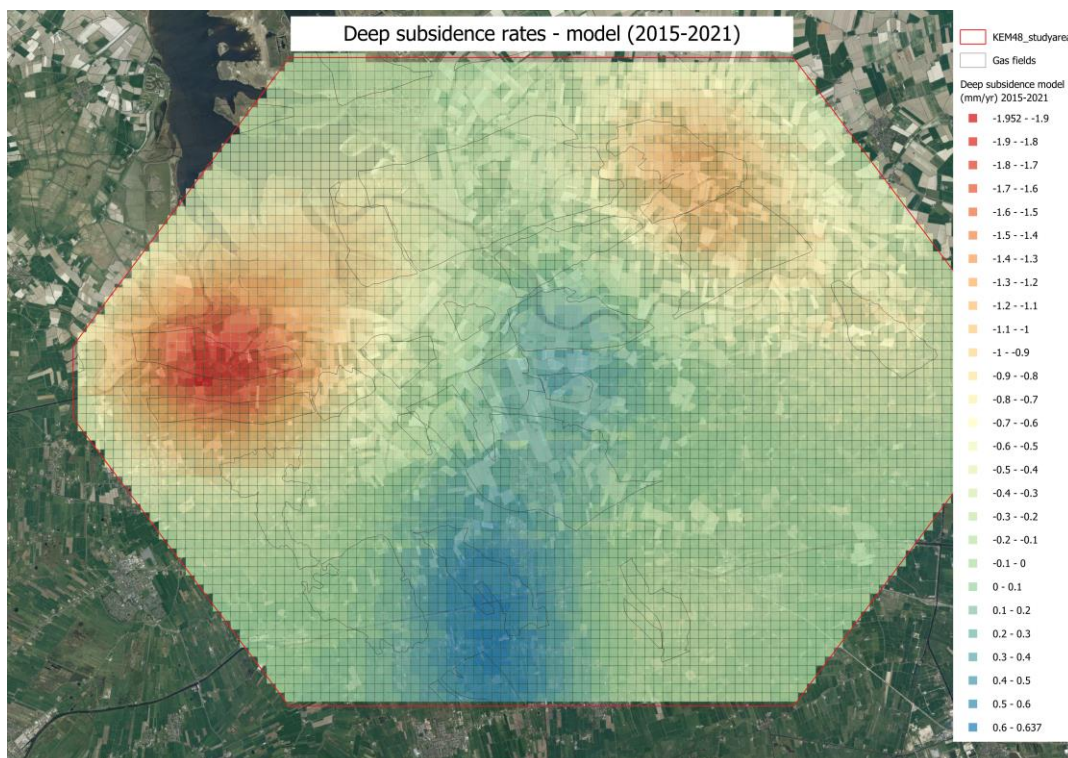 Deep subsidence rates - model (2015-2021)
KEM48_studyarea
Gas fields
Deep subsidence model
(mm/yr) 2015-2021
-1.952 - -1.9
-1.9 - -1.8
-1.8 - -1.7
-1.7 - -1.6
-1.6 - -1.5
-1.5 - -1.4
-1.4 - -1.3
-1.3 - -1.2
-1.2 - -1.1
-1.1 - -1
-1 - -0.9
-0.9 - -0.8
-0.8 - -0.7
-0.7 - -0.6
-0.6 - -0.5
-0.5 - -0.4
-0.4 - -0.3
-0.3 - -0.2
-0.2 - -0.1
-0.1 - 0
0 - 0.1
0.1 - 0.2
0.2 - 0.3
0.3 - 0.4
0.4 - 0.5
0.5 - 0.6
0.6 - 0.637